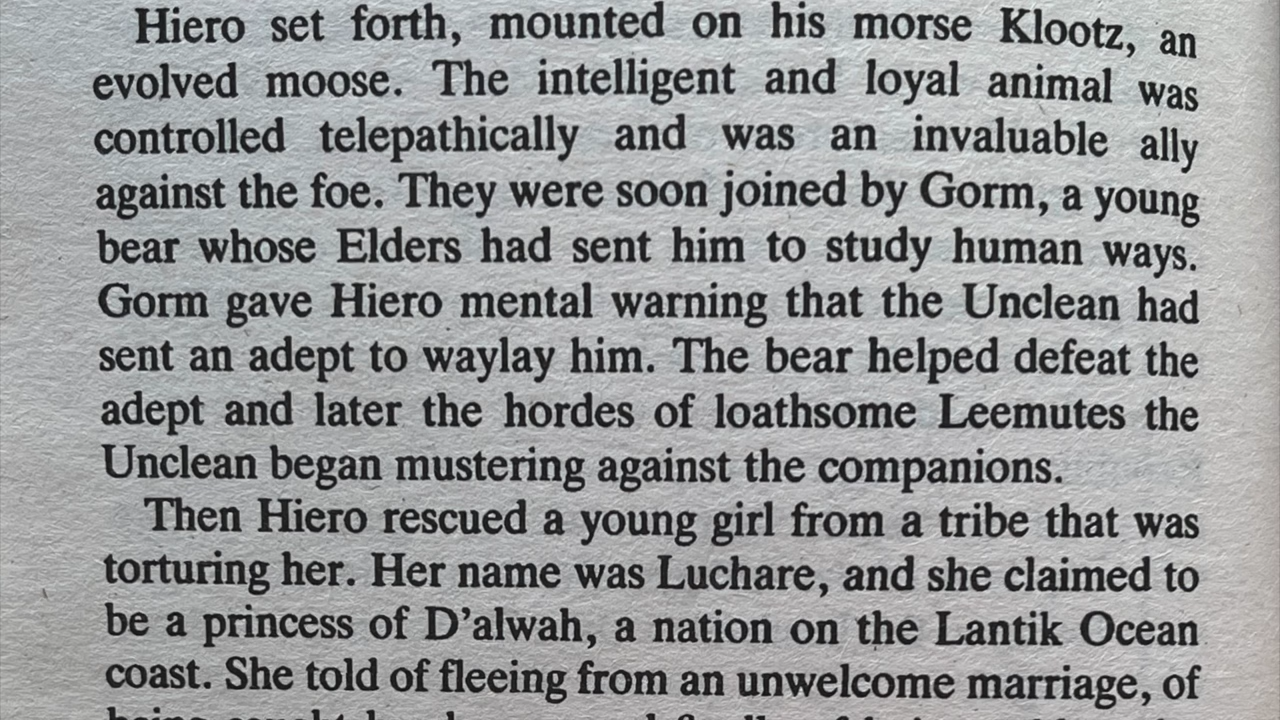 Hiero set forth, mounted on his morse Klootz, an
evolved moose. The intelligent and loyal animal was
controlled telepathically and was an invaluable ally
against the foe. They were soon joined by Gorm, a young
bear whose Elders had sent him to study human ways.
Gorm gave Hiero mental warning that the Unclean had
sent an adept to waylay him. The bear helped defeat the
adept and later the hordes of loathsome Leemutes the
Unclean began mustering against the companions.
Then Hiero rescued a young girl from a tribe that was
torturing her. Her name was Luchare, and she claimed to
be a princess of D'alwah, a nation on the Lantik Ocean
coast. She told of fleeing from an unwelcome marriage, of